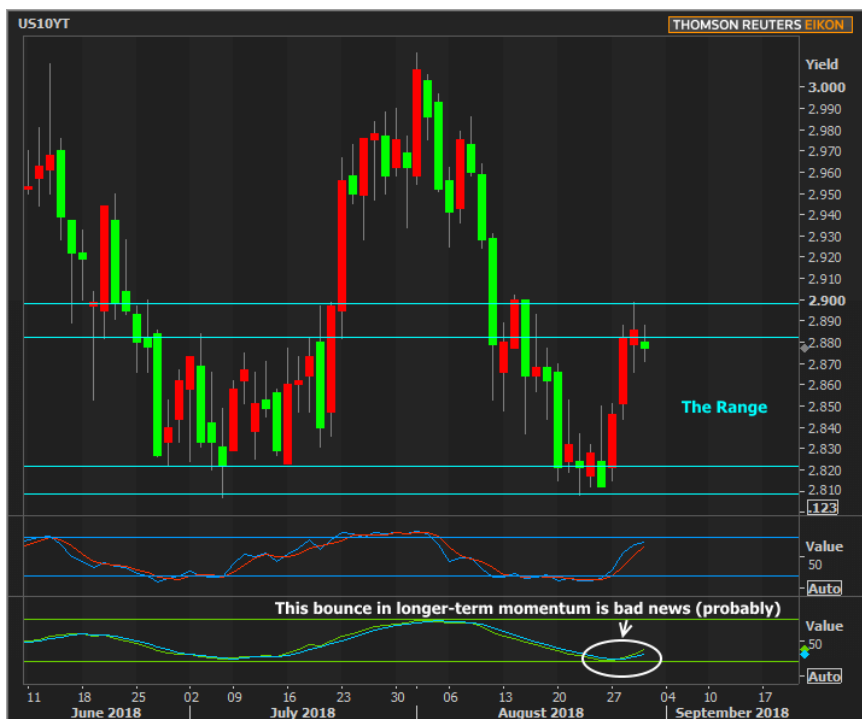 US10YT
THOMSON REUTERS EIKON
Yield
3.000
2.990
2.980
2.970
2.960
2.950
2.940
2.930
2.920
2.910
2.900
2.890
2.880
2.870
2.860
The Range
2.850
2.840
2.830
2.820
2.810
.123
Value
50
Auto
This bounce in longer-term momentum is bad news (probably)
Value
50
Auto
11 18 25 02 09 16 23 30 06 13 20 27 04 10 17
June 2018 July 2018 August 2018 September 2018